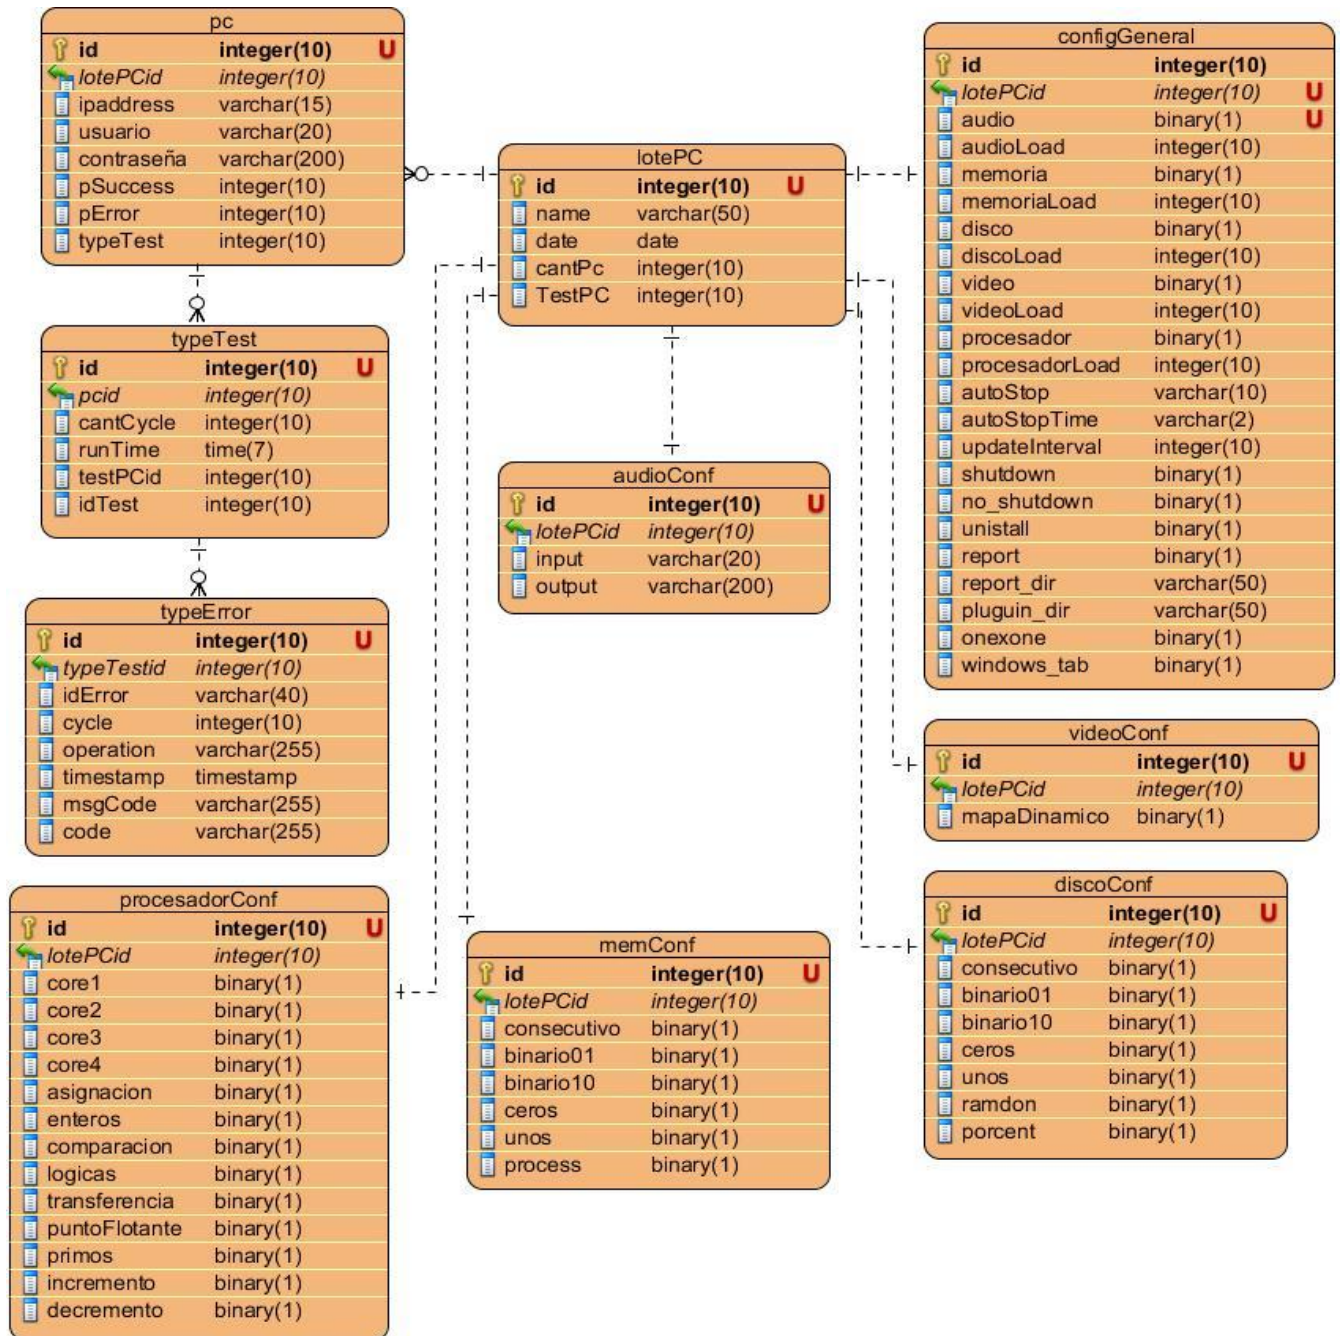 pc
id integer(10) U
lotePCid integer(10)
ipaddress varchar(15)
usuario varchar(20)
contraseña varchar(200)
pSuccess integer(10)
pError integer(10)
typeTest integer(10)
typeTest
id integer(10) U
pcid integer(10)
cantCycle integer(10)
runTime time(7)
testPCid integer(10)
idTest integer(10)
typeError
id integer(10) U
typeTestid integer(10)
idError varchar(40)
cycle integer(10)
operation varchar(255)
timestamp timestamp
msgCode varchar(255)
code varchar(255)
procesadorConf
id integer(10) U
lotePCid integer(10)
core1 binary(1)
core2 binary(1)
core3 binary(1)
core4 binary(1)
asignacion binary(1)
enteros binary(1)
comparacion binary(1)
logicas binary(1)
transferencia binary(1)
puntoFlotante binary(1)
primos binary(1)
incremento binary(1)
decremento binary(1)
lotePC
id integer(10) U
name varchar(50)
date date
cantPc integer(10)
TestPC integer(10)
audioConf
id integer(10) U
lotePCid integer(10)
input varchar(20)
output varchar(200)
memConf
id integer(10) U
lotePCid integer(10)
consecutivo binary(1)
binario01 binary(1)
binario10 binary(1)
ceros binary(1)
unos binary(1)
process binary(1)
configGeneral
id integer(10)
lotePCid integer(10) U
audio binary(1) U
audioLoad integer(10)
memoria binary(1)
memoriaLoad integer(10)
disco binary(1)
discoLoad integer(10)
video binary(1)
videoLoad integer(10)
procesador binary(1)
procesadorLoad integer(10)
autoStop varchar(10)
autoStopTime varchar(2)
updateInterval integer(10)
shutdown binary(1)
no_shutdown binary(1)
unistall binary(1)
report binary(1)
report_dir varchar(50)
pluguin_dir varchar(50)
onexone binary(1)
windows_tab binary(1)
videoConf
id integer(10) U
lotePCid integer(10)
mapaDinamico binary(1)
discoConf
id integer(10) U
lotePCid integer(10)
consecutivo binary(1)
binario01 binary(1)
binario10 binary(1)
ceros binary(1)
unos binary(1)
ramdon binary(1)
porcent binary(1)